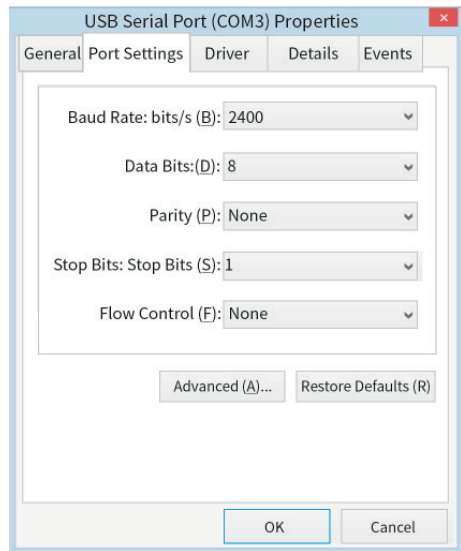 USB Serial Port (COM3) Properties
General Port Settings Driver Details Events
Baud Rate: bits/s (B): 2400
Data Bits:(D): 8
Parity (P): None
Stop Bits: Stop Bits (S): 1
Flow Control (F): None
Advanced (A)... Restore Defaults (R)
OK Cancel